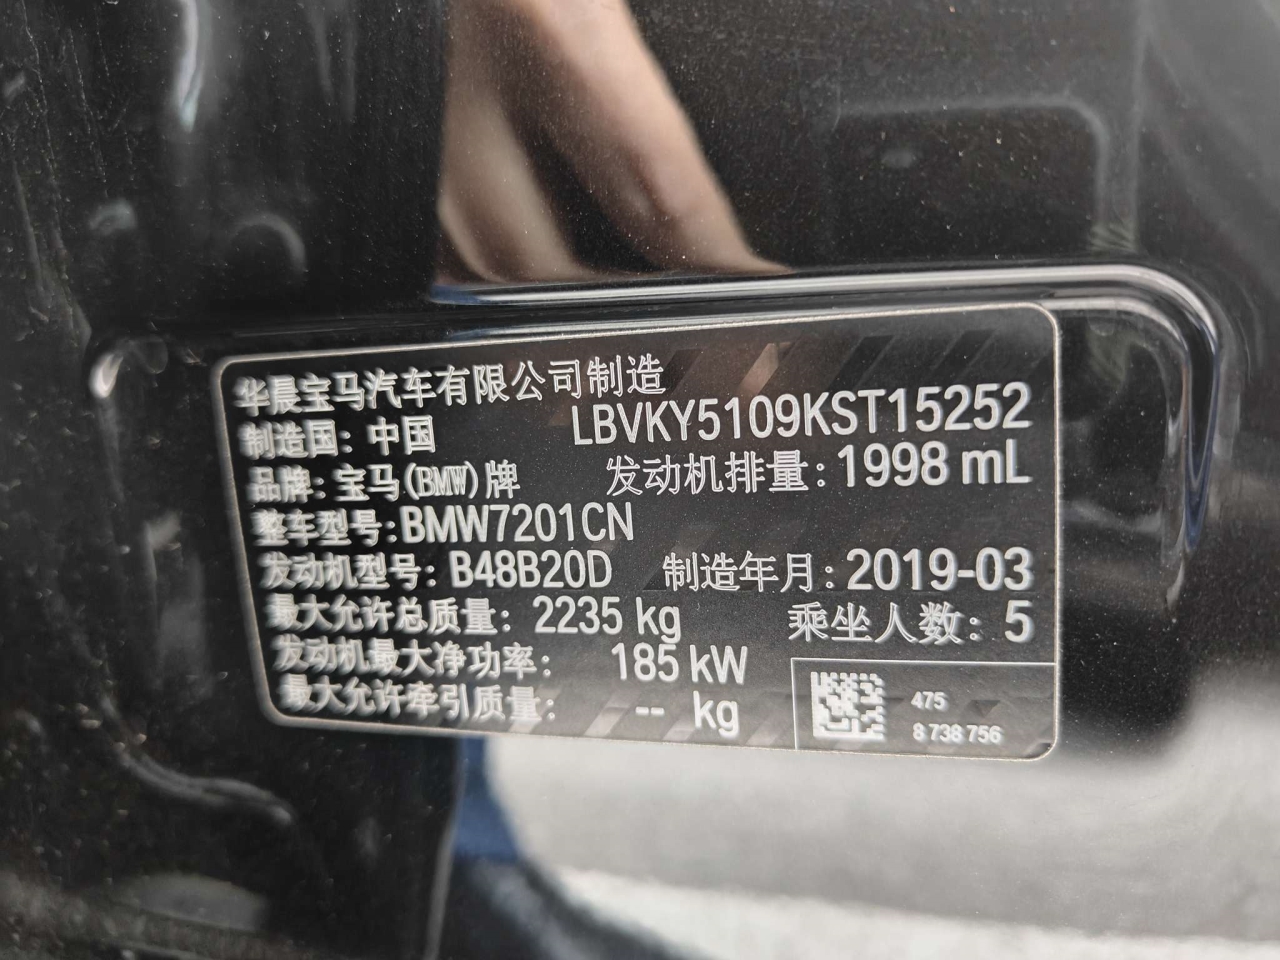 华晨宝马汽车有限公司制造
制造国: 中国 LBVKY5109KST15252
品牌: 宝马(BMW)牌 发动机排量: 1998 mL
整车型号: BMW7201CN
发动机型号: B48B20D 制造年月: 2019-03
最大允许总质量: 2235 kg 乘坐人数: 5
发动机最大净功率: 185 kW
最大允许牵引质量: -- kg
475
8 738 756